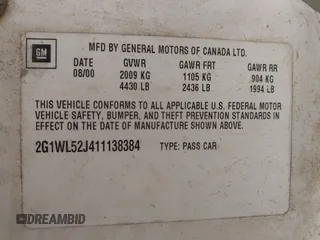 GM
MFD BY GENERAL MOTORS OF CANADA LTD.
DATE GVWR GAWR FRT GAWR RR
08/00 2009 KG 1105 KG 904 KG
4430 LB 2436 LB 1994 LB
THIS VEHICLE CONFORMS TO ALL APPLICABLE U.S. FEDERAL MOTOR
VEHICLE SAFETY, BUMPER, AND THEFT PREVENTION STANDARDS IN
EFFECT ON THE DATE OF MANUFACTURE SHOWN ABOVE.
2G1WL52J411138384 TYPE: PASS CAR
DREAMBID